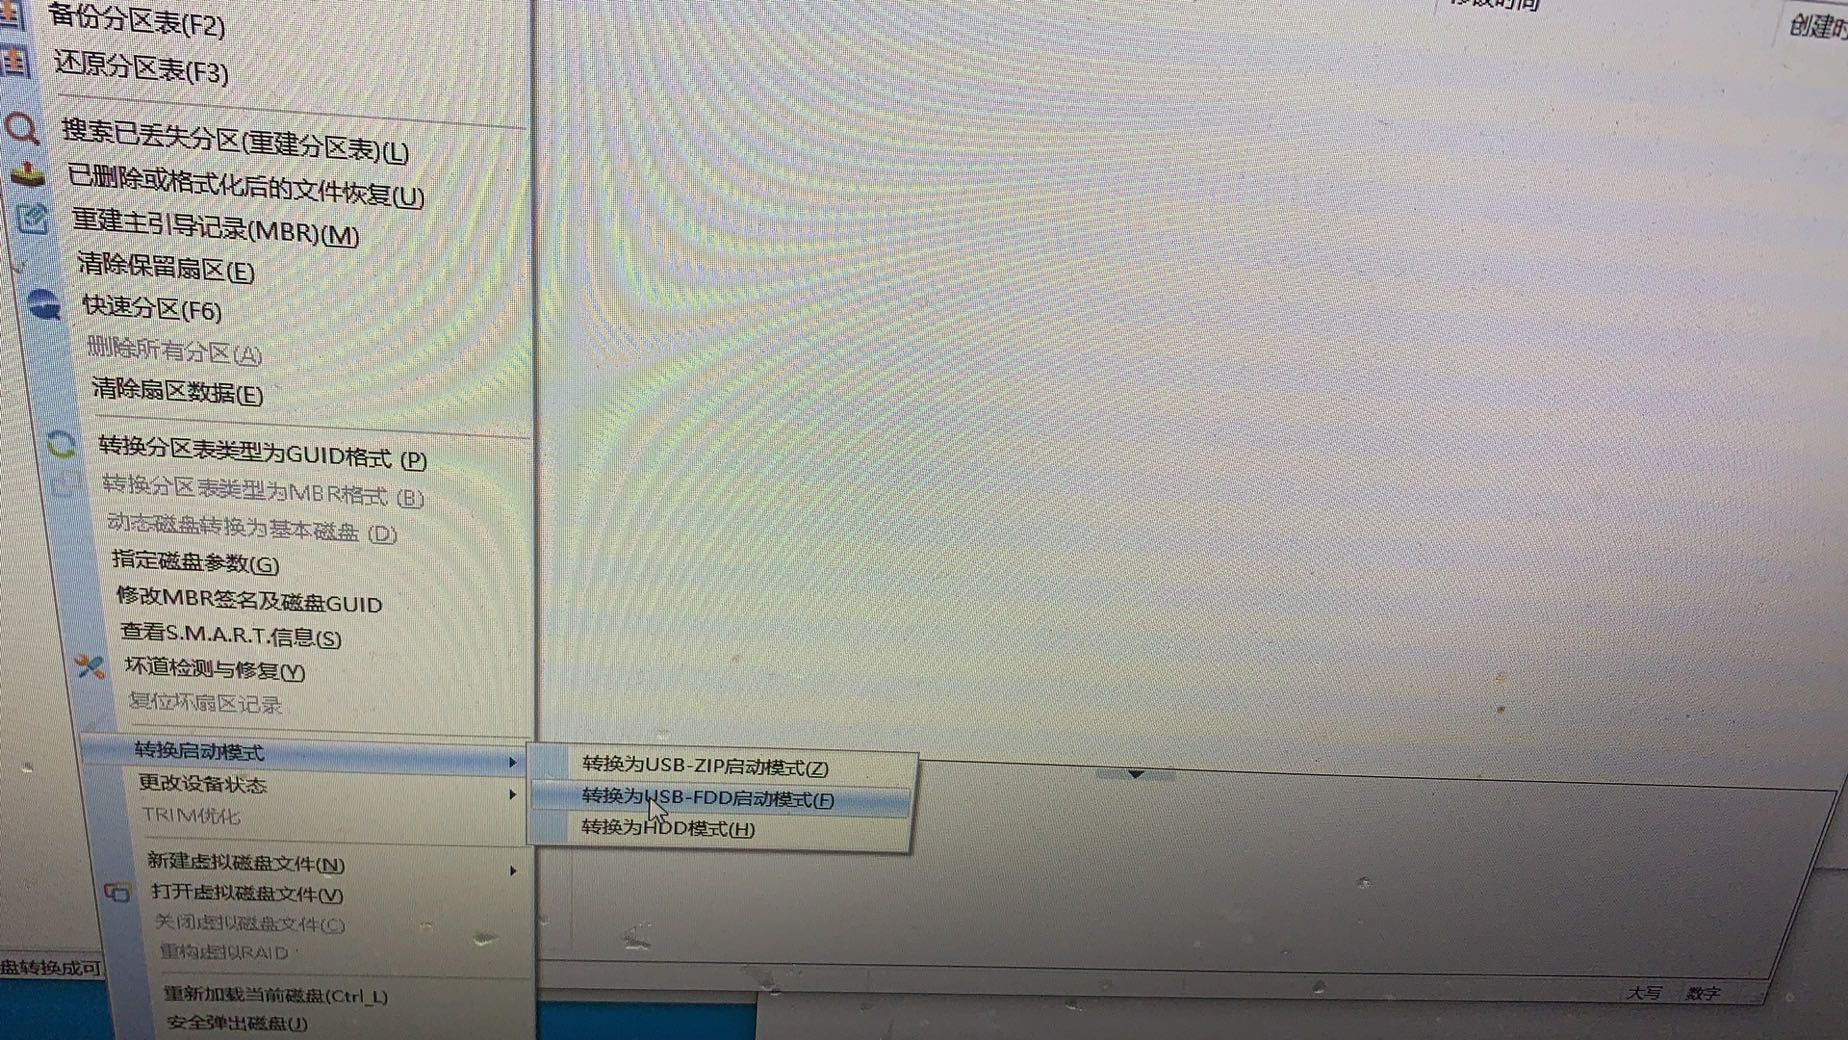 备份分区表(F2)
还原分区表(F3)
搜索已丢失分区(重建分区表)(L)
已删除或格式化后的文件恢复(U)
重建主引导记录(MBR)(M)
清除保留扇区(E)
快速分区(F6)
删除所有分区(A)
清除扇区数据(E)
转换分区表类型为GUID格式 (P)
转换分区表类型为MBR格式 (B)
动态磁盘转换为基本磁盘 (D)
指定磁盘参数(G)
修改MBR签名及磁盘GUID
查看S.M.A.R.T.信息(S)
坏道检测与修复(Y)
复位坏扇区记录
转换启动模式
更改设备状态
TRIM优化
新建虚拟磁盘文件(N)
打开虚拟磁盘文件(V)
关闭虚拟磁盘文件(C)
重构虚拟RAID
重新加载当前磁盘(Ctrl_L)
安全弹出磁盘(J)
转换为USB-ZIP启动模式(Z)
转换为USB-FDD启动模式(F)
转换为HDD模式(H)
修改时间
创建时
盘转换成可
大写
数字